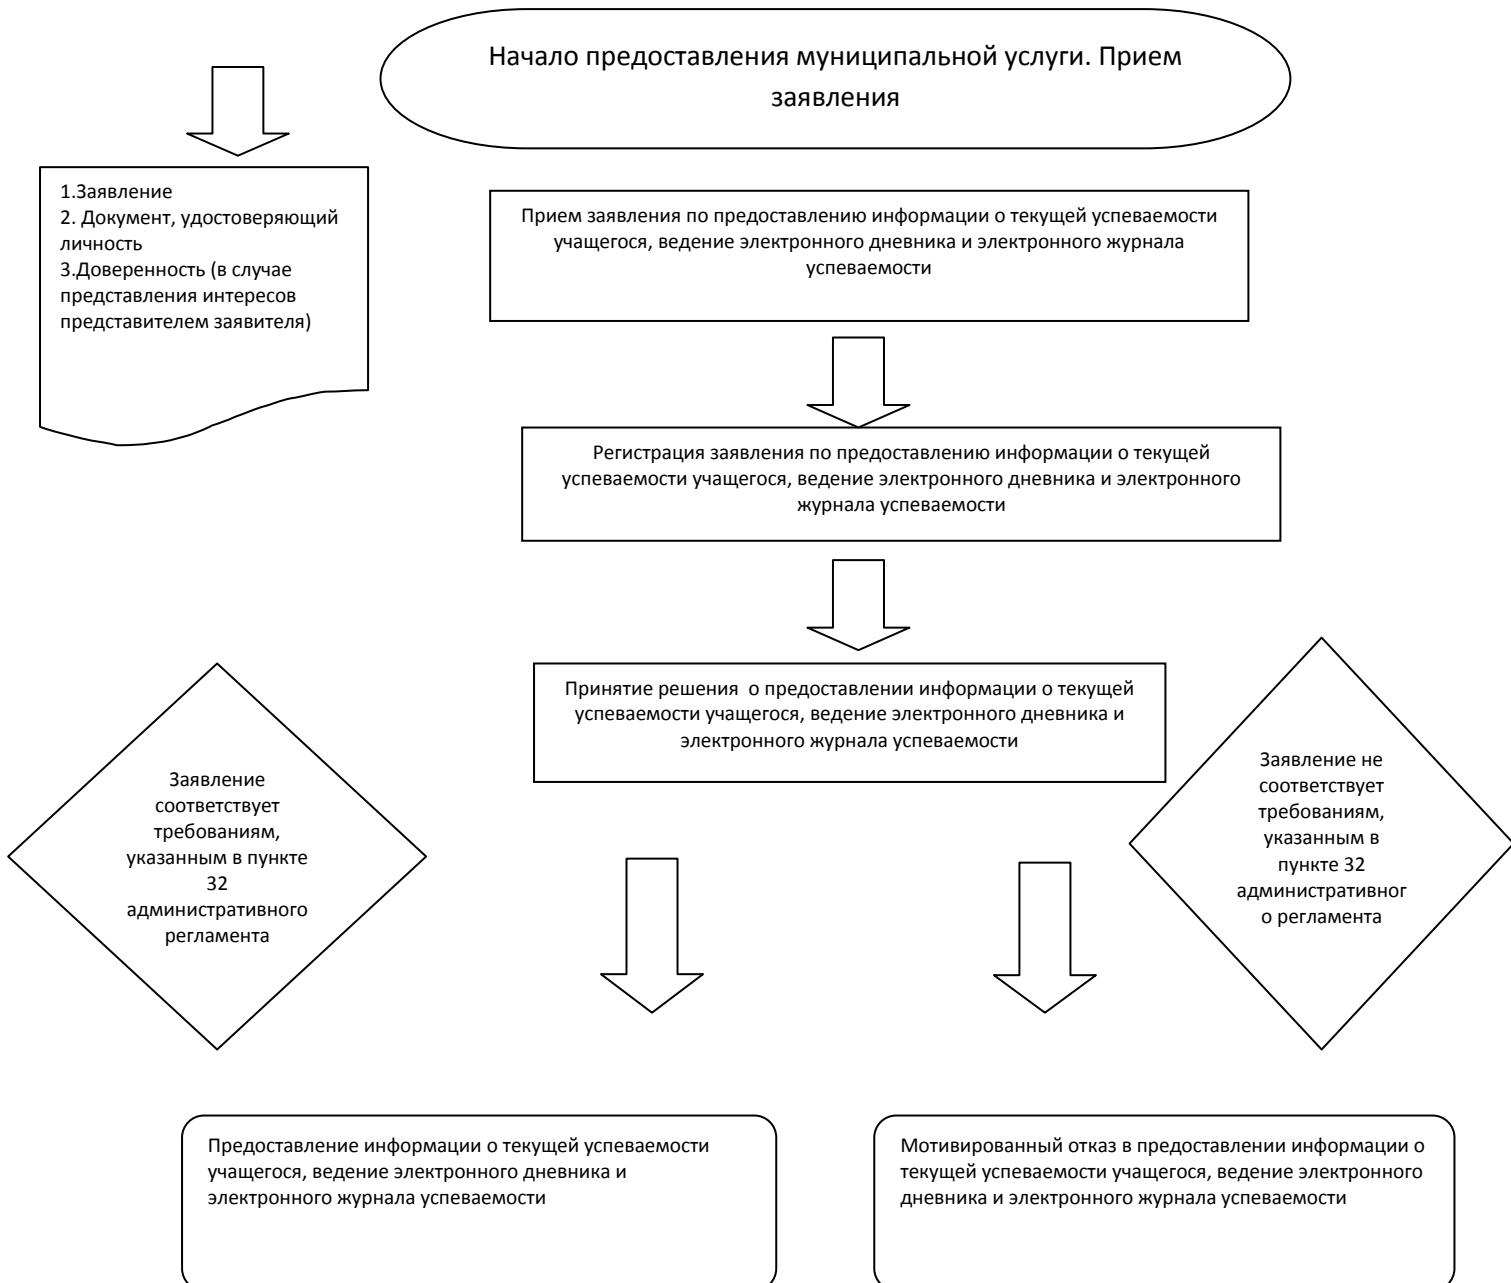 Начало предоставления муниципальной услуги. Прием
заявления
1.Заявление
2. Документ, удостоверяющий
личность
3.Доверенность (в случае
представления интересов
представителем заявителя)
Прием заявления по предоставлению информации о текущей успеваемости
учащегося, ведение электронного дневника и электронного журнала
успеваемости
Регистрация заявления по предоставлению информации о текущей
успеваемости учащегося, ведение электронного дневника и электронного
журнала успеваемости
Принятие решения  о предоставлении информации о текущей
успеваемости учащегося, ведение электронного дневника и
электронного журнала успеваемости
Заявление
соответствует
требованиям,
указанным в пункте
32
административного
регламента
Заявление не
соответствует
требованиям,
указанным в
пункте 32
административног
о регламента
Предоставление информации о текущей успеваемости
учащегося, ведение электронного дневника и
электронного журнала успеваемости
Мотивированный отказ в предоставлении информации о
текущей успеваемости учащегося, ведение электронного
дневника и электронного журнала успеваемости